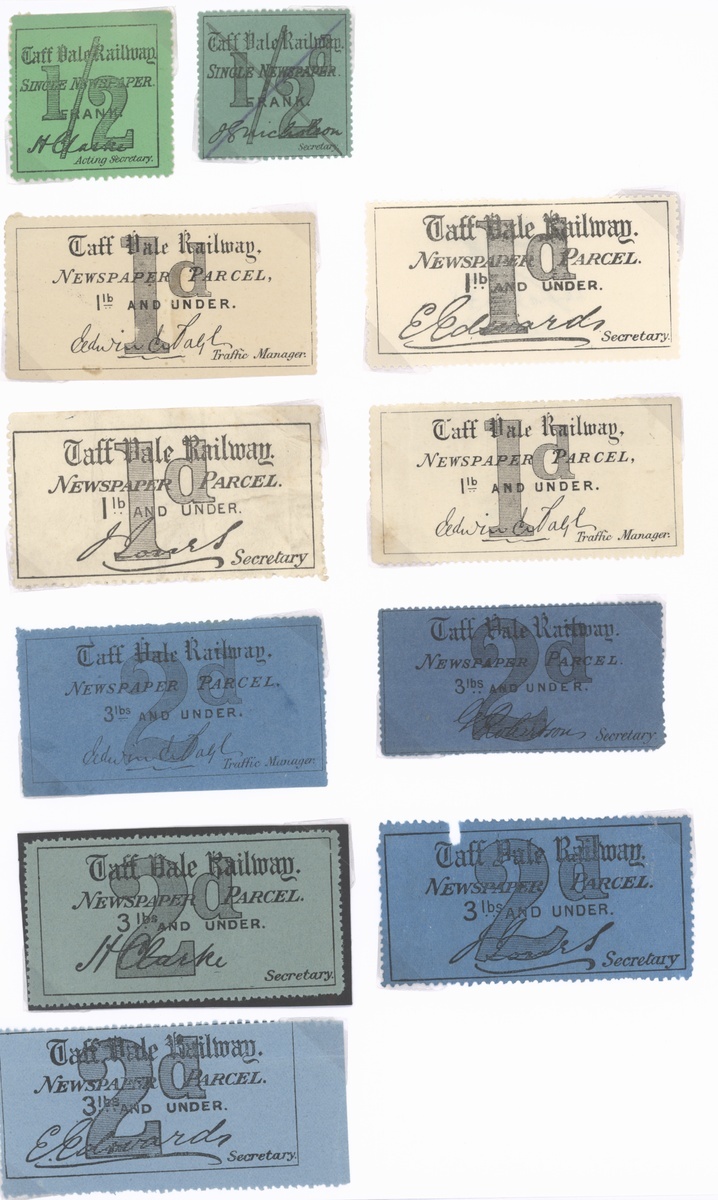 Taff Vale Railway.
SINGLE NEWSPAPER.
1/2
FRANK.
H Clarke
Acting Secretary.
Taff Vale Railway.
SINGLE NEWSPAPER.
1/2d
FRANK.
Secretary
Taff Vale Railway.
NEWSPAPER PARCEL,
1d
1lb AND UNDER.
Traffic Manager.
Taff Vale Railway.
NEWSPAPER PARCEL.
1d
1lb AND UNDER.
E. Edwards
Secretary.
Taff Vale Railway.
NEWSPAPER PARCEL.
1d
1lb AND UNDER.
Secretary
Taff Vale Railway.
NEWSPAPER PARCEL,
1d
1lb AND UNDER.
Traffic Manager.
Taff Vale Railway.
NEWSPAPER PARCEL.
2d
3lbs AND UNDER.
Traffic Manager.
Taff Vale Railway.
NEWSPAPER PARCEL.
2d
3lbs AND UNDER.
Robertson
Secretary.
Taff Vale Railway.
NEWSPAPER PARCEL.
2d
3lbs AND UNDER.
H Clarke
Secretary.
Taff Vale Railway.
NEWSPAPER PARCEL.
2d
3lbs AND UNDER.
Secretary
Taff Vale Railway.
NEWSPAPER PARCEL.
2d
3lbs AND UNDER.
E. Edwards
Secretary.